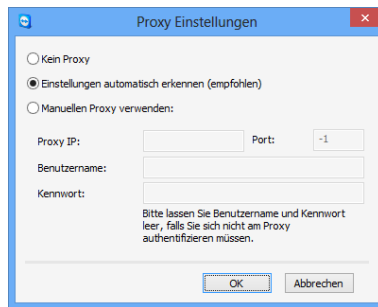 Proxy Einstellungen
Kein Proxy
Einstellungen automatisch erkennen (empfohlen)
Manuellen Proxy verwenden:
Proxy IP: Port: -1
Benutzername:
Kennwort:
Bitte lassen Sie Benutzername und Kennwort
leer, falls Sie sich nicht am Proxy
authentifizieren müssen.
OK Abbrechen